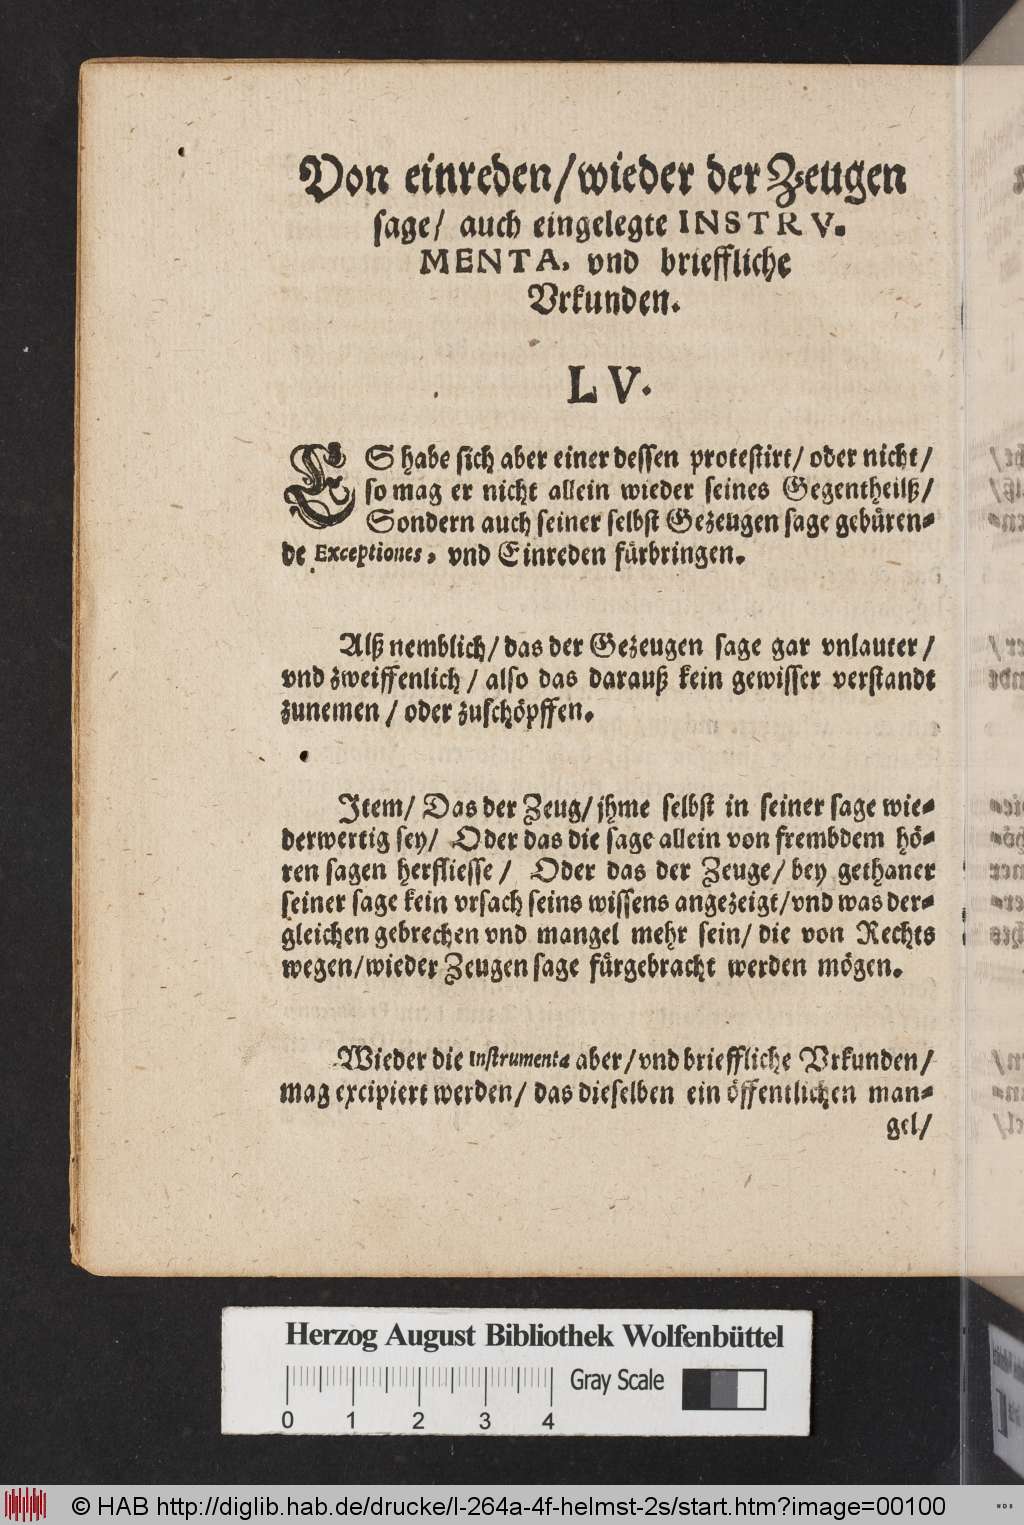 Von einreden/wieder der Zeugen
sage/ auch eingelegte INSTRV-
MENTA, vnd brieffliche
Vrkunden.
LV.
ES habe sich aber einer dessen protestirt/ oder nicht/
so mag er nicht allein wieder seines Gegentheilß/
Sondern auch seiner selbst Gezeugen sage gebüren-
de Exceptiones, vnd Einreden fürbringen.
Alß nemblich/ das der Gezeugen sage gar vnlauter/
vnd zweiffenlich/ also das darauß kein gewisser verstandt
zunemen/ oder zuschöpffen.
Item/ Das der Zeug/ jhme selbst in seiner sage wie-
derwertig sey/ Oder das die sage allein von frembdem hö-
ren sagen herfliesse/ Oder das der Zeuge/ bey gethaner
seiner sage kein vrsach seins wissens angezeigt/vnd was der-
gleichen gebrechen vnd mangel mehr sein/ die von Rechts
wegen/wieder Zeugen sage fürgebracht werden mögen.
Wieder die Instrumenta aber/vnd brieffliche Vrkunden/
mag excipiert werden/ das dieselben ein öffentlichen man-
gel/
Herzog August Bibliothek Wolfenbüttel
Gray Scale
0 1 2 3 4
© HAB http://diglib.hab.de/drucke/l-264a-4f-helmst-2s/start.htm?image=00100